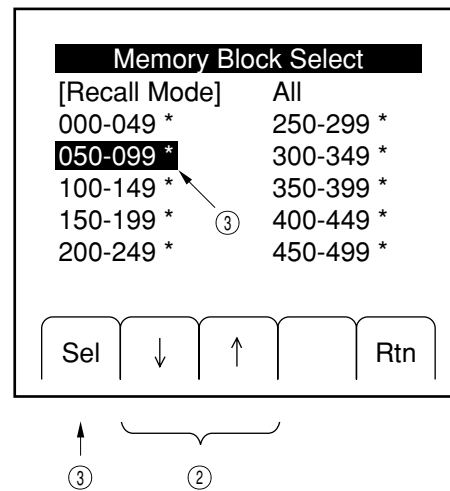 Memory Block Select
[Recall Mode] All
000-049 * 250-299 *
050-099 * 300-349 *
100-149 * 350-399 *
③
150-199 * 400-449 *
200-249 * 450-499 *
Sel ↓ ↑ Rtn
③ ②